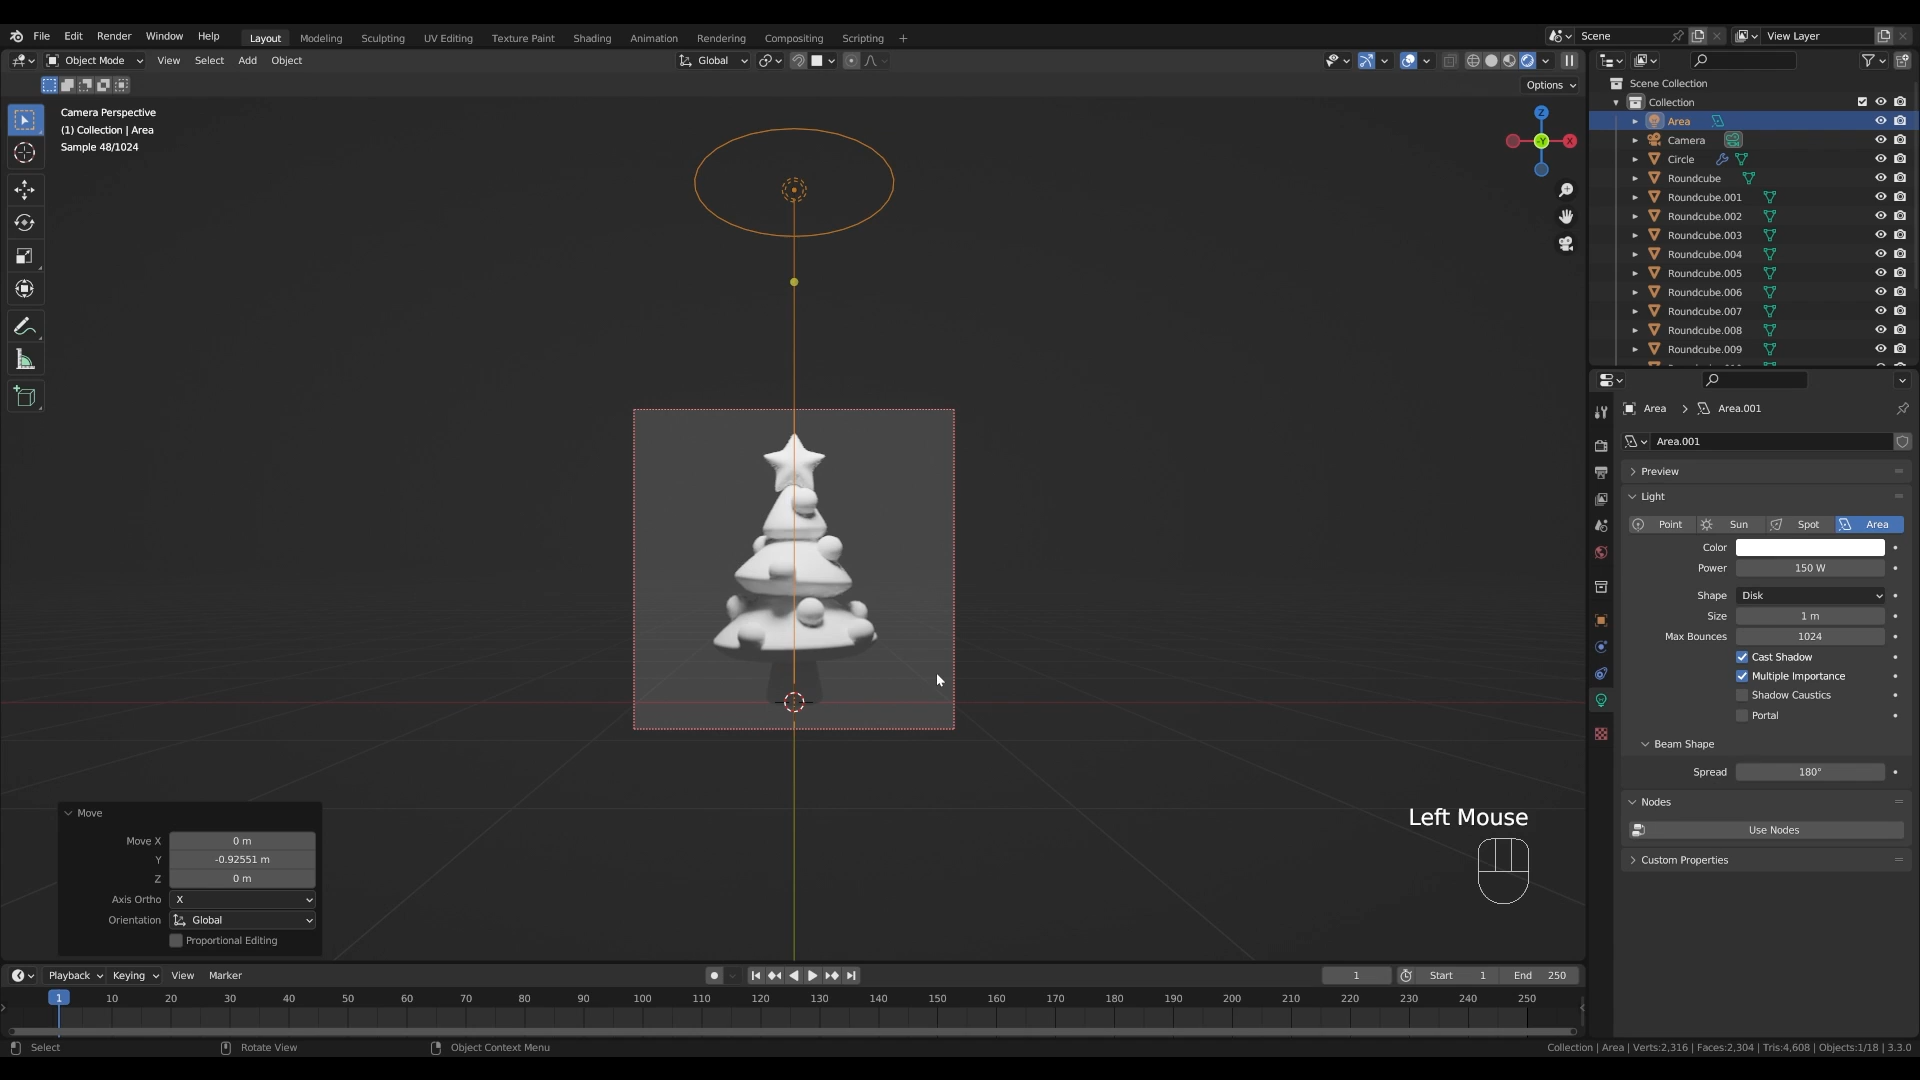 File Edit Render Window Help Layout Modeling Sculpting UV Editing Texture Paint Shading Animation Rendering Compositing Scripting + Scene View Layer
Object Mode View Select Add Object Global
Options
Camera Perspective
(1) Collection | Area
Sample 48/1024
Z
X
Y
Scene Collection
Collection
Area
Camera
Circle
Roundcube
Roundcube.001
Roundcube.002
Roundcube.003
Roundcube.004
Roundcube.005
Roundcube.006
Roundcube.007
Roundcube.008
Roundcube.009
Area > Area.001
Area.001
Preview
Light
Point Sun Spot Area
Color
Power 150 W
Shape Disk
Size 1 m
Max Bounces 1024
Cast Shadow
Multiple Importance
Shadow Caustics
Portal
Beam Shape
Spread 180°
Nodes
Use Nodes
Custom Properties
Left Mouse
Move
Move X 0 m
Y -0.92551 m
Z 0 m
Axis Ortho X
Orientation Global
Proportional Editing
Playback Keying View Marker 1 Start 1 End 250
1 10 20 30 40 50 60 70 80 90 100 110 120 130 140 150 160 170 180 190 200 210 220 230 240 250
Select Rotate View Object Context Menu Collection | Area | Verts:2,316 | Faces:2,304 | Tris:4,608 | Objects:1/18 | 3.3.0